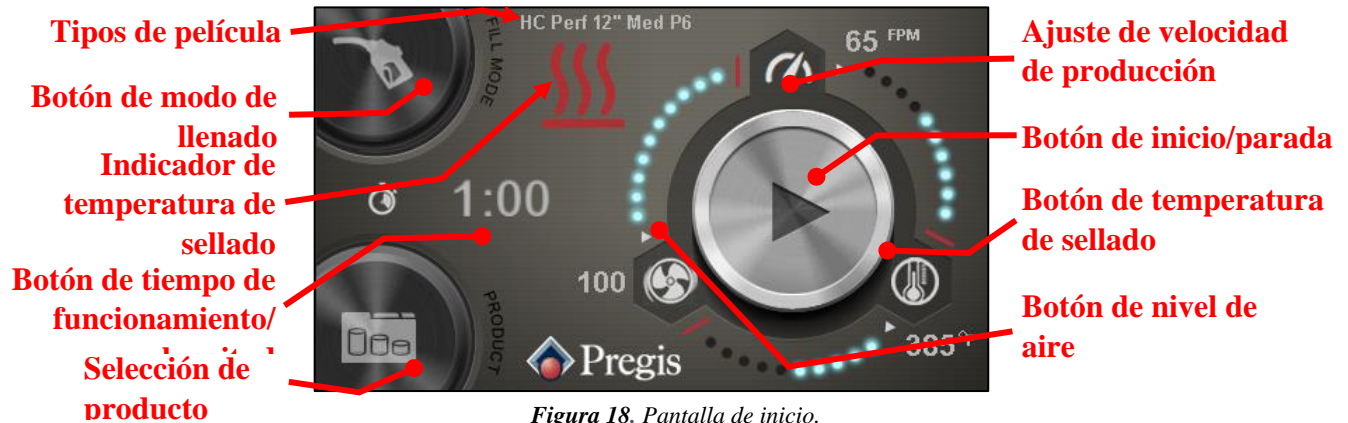 Tipos de película
Botón de modo de
llenado
Indicador de
temperatura de
sellado
Botón de tiempo de
funcionamiento/
Selección de
producto
HC Perf 12" Med P6
FILL MODE
65 FPM
1:00
100
PRODUCT
385°
Pregis
Ajuste de velocidad
de producción
Botón de inicio/parada
Botón de temperatura
de sellado
Botón de nivel de
aire
Figura 18. Pantalla de inicio.